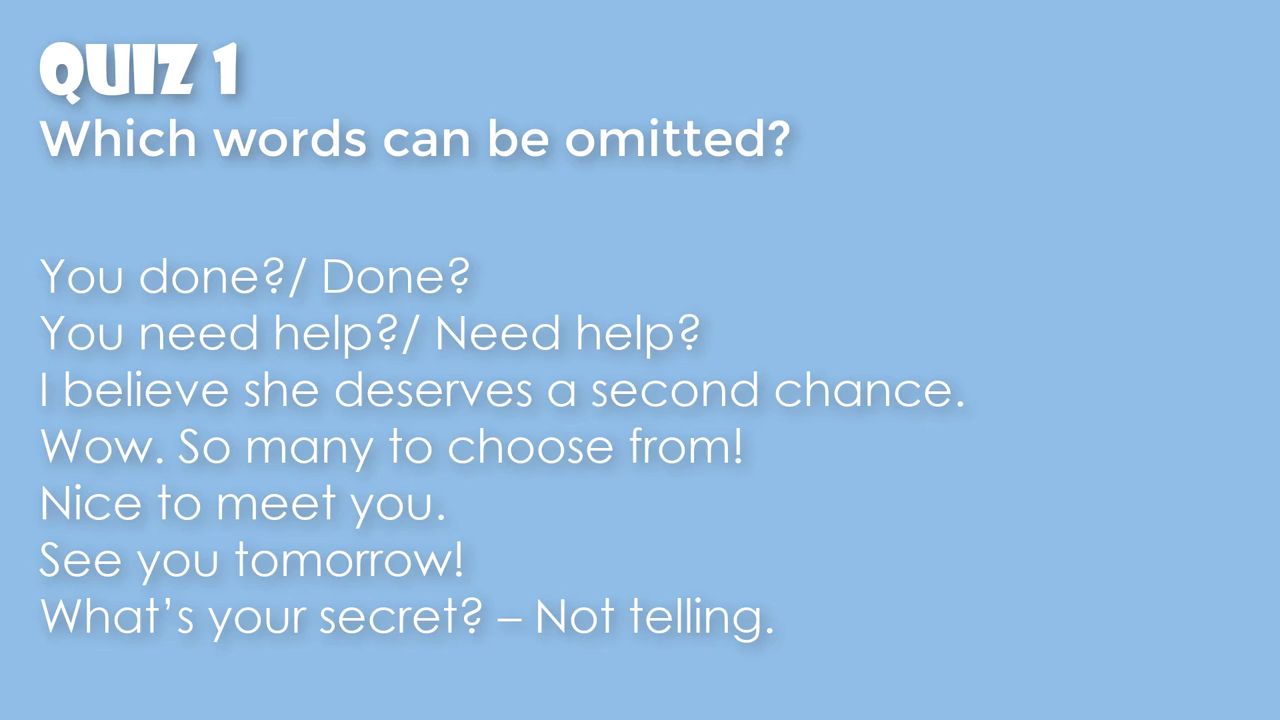 QUIZ 1
Which words can be omitted?
You done?/ Done?
You need help?/ Need help?
I believe she deserves a second chance.
Wow. So many to choose from!
Nice to meet you.
See you tomorrow!
What’s your secret? – Not telling.